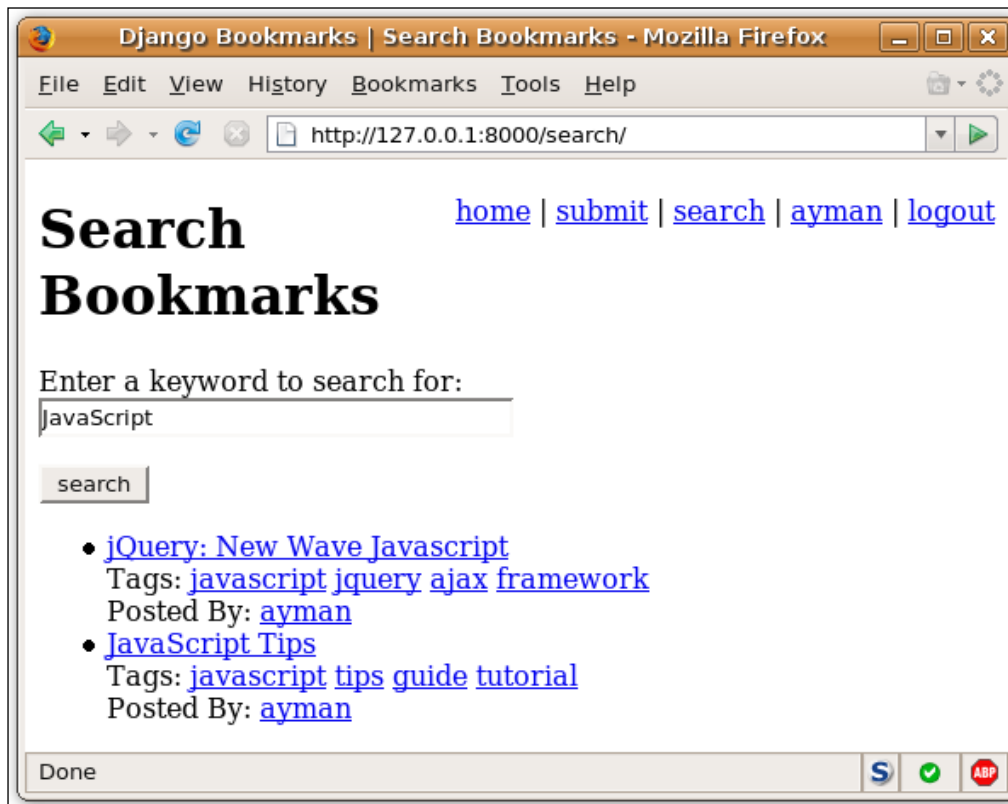 Django Bookmarks | Search Bookmarks - Mozilla Firefox
File Edit View History Bookmarks Tools Help
http://127.0.0.1:8000/search/
home | submit | search | ayman | logout
Search
Bookmarks
Enter a keyword to search for:
JavaScript
search
jQuery: New Wave Javascript
Tags: javascript jquery ajax framework
Posted By: ayman
JavaScript Tips
Tags: javascript tips guide tutorial
Posted By: ayman
Done
S
ABP